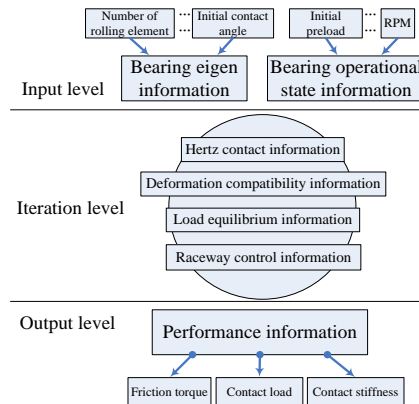 Number of
rolling element
...
...
Initial contact
angle
Initial
preload
...
...
RPM
Bearing eigen
information
Bearing operational
state information
Input level
Hertz contact information
Deformation compatibility information
Iteration level
Load equilibrium information
Raceway control information
Output level
Performance information
Friction torque
Contact load
Contact stiffness